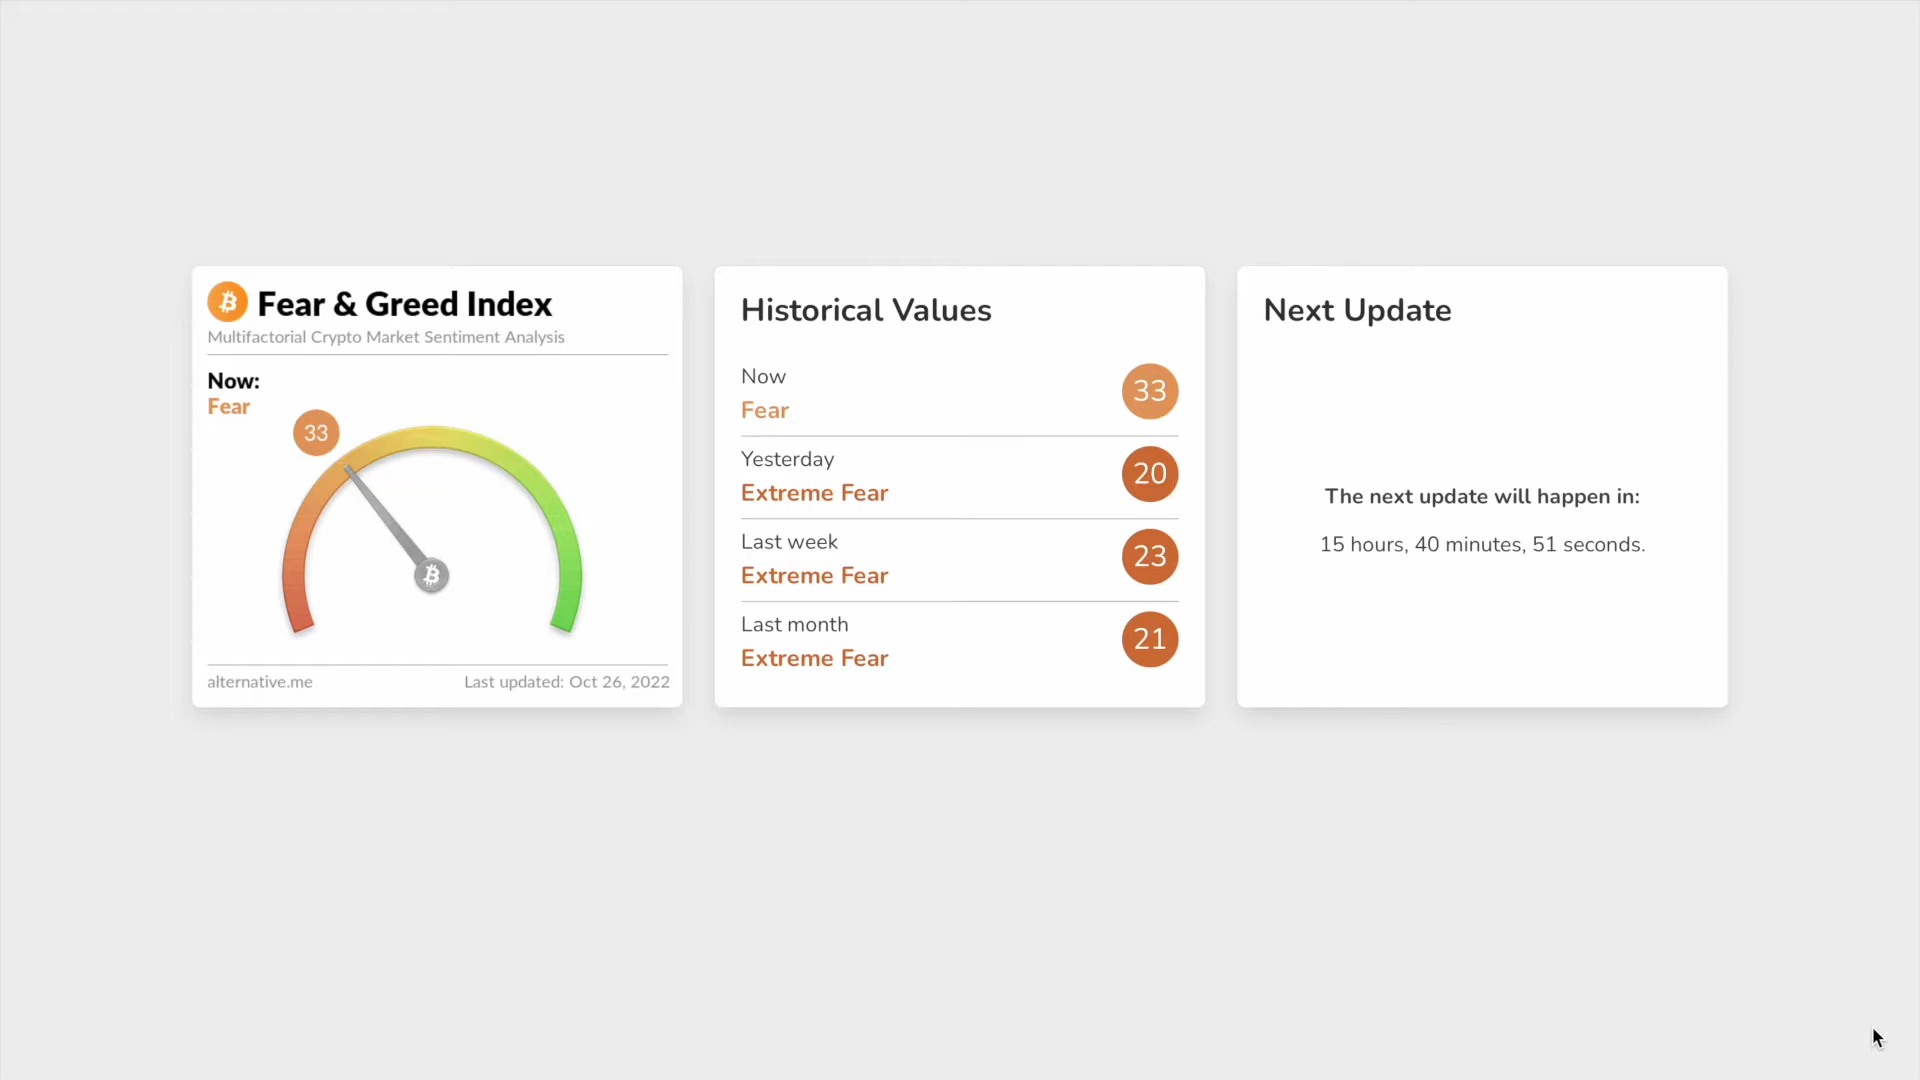 Fear & Greed Index
Multifactorial Crypto Market Sentiment Analysis
Now:
Fear
33
alternative.me
Last updated: Oct 26, 2022
Historical Values
Now
Fear
33
Yesterday
Extreme Fear
20
Last week
Extreme Fear
23
Last month
Extreme Fear
21
Next Update
The next update will happen in:
15 hours, 40 minutes, 51 seconds.